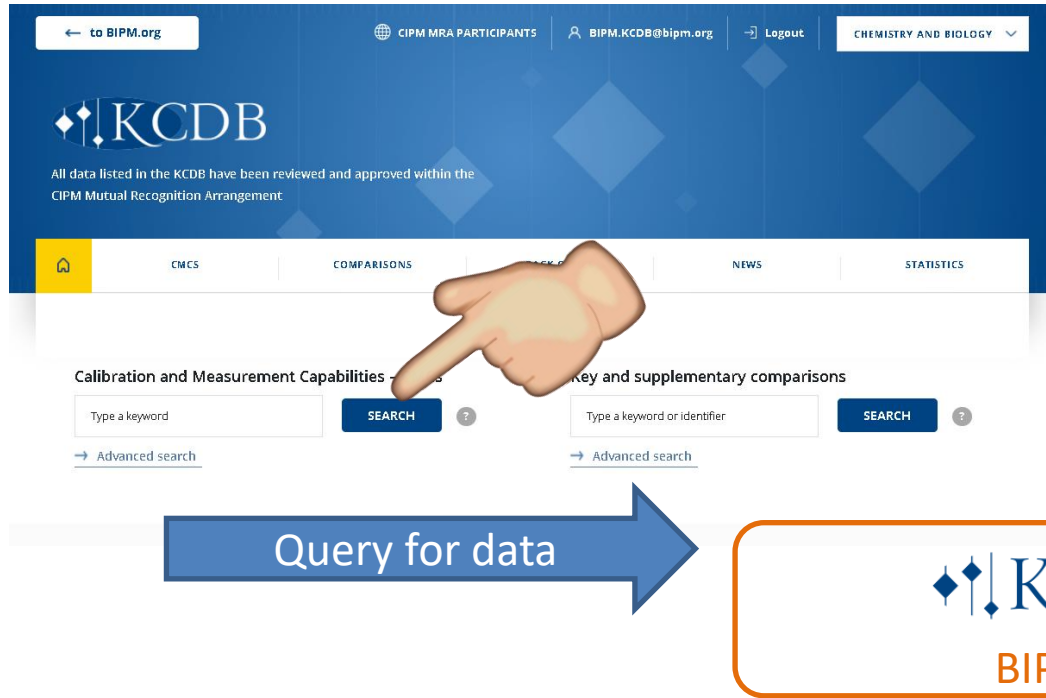 ← to BIPM.org
CIPM MRA PARTICIPANTS
BIPM.KCDB@bipm.org
Logout
CHEMISTRY AND BIOLOGY
KCDB
All data listed in the KCDB have been reviewed and approved within the
CIPM Mutual Recognition Arrangement
CMCS
COMPARISONS
NEWS
STATISTICS
Calibration and Measurement Capabilities -
Key and supplementary comparisons
Type a keyword
SEARCH
?
Type a keyword or identifier
SEARCH
?
→ Advanced search
→ Advanced search
Query for data
K
BIP